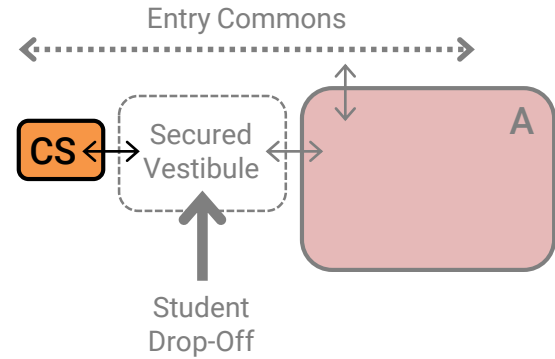 Entry Commons
CS
Secured
Vestibule
A
Student
Drop-Off